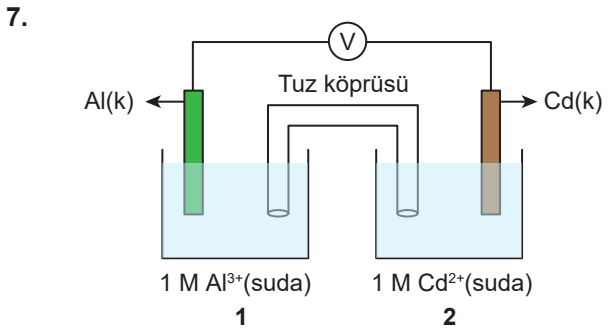 7.
V
Tuz köprüsü
Al(k)
Cd(k)
1 M Al³⁺(suda)
1 M Cd²⁺(suda)
1
2